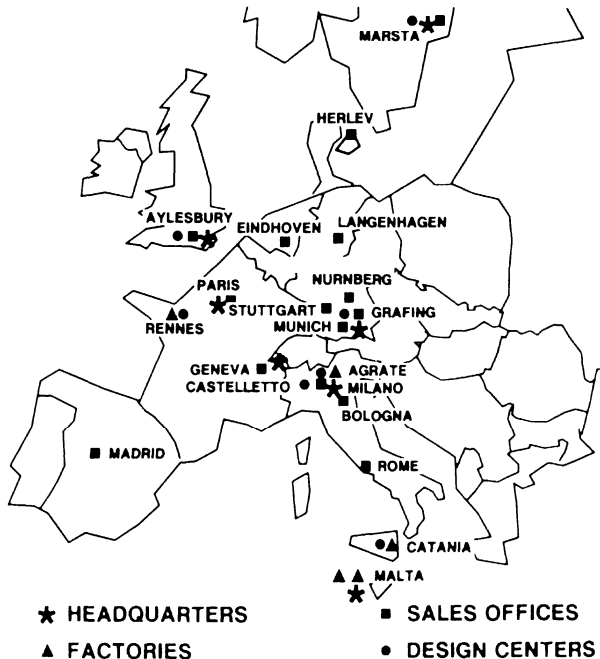 MARSTA
HERLEV
AYLESBURY
EINDHOVEN
LANGENHAGEN
NURNBERG
PARIS
STUTTGART
GRAFING
RENNES
MUNICH
GENEVA
AGRATE
CASTELLETTO
MILANO
BOLOGNA
MADRID
ROME
CATANIA
MALTA
HEADQUARTERS
SALES OFFICES
FACTORIES
DESIGN CENTERS